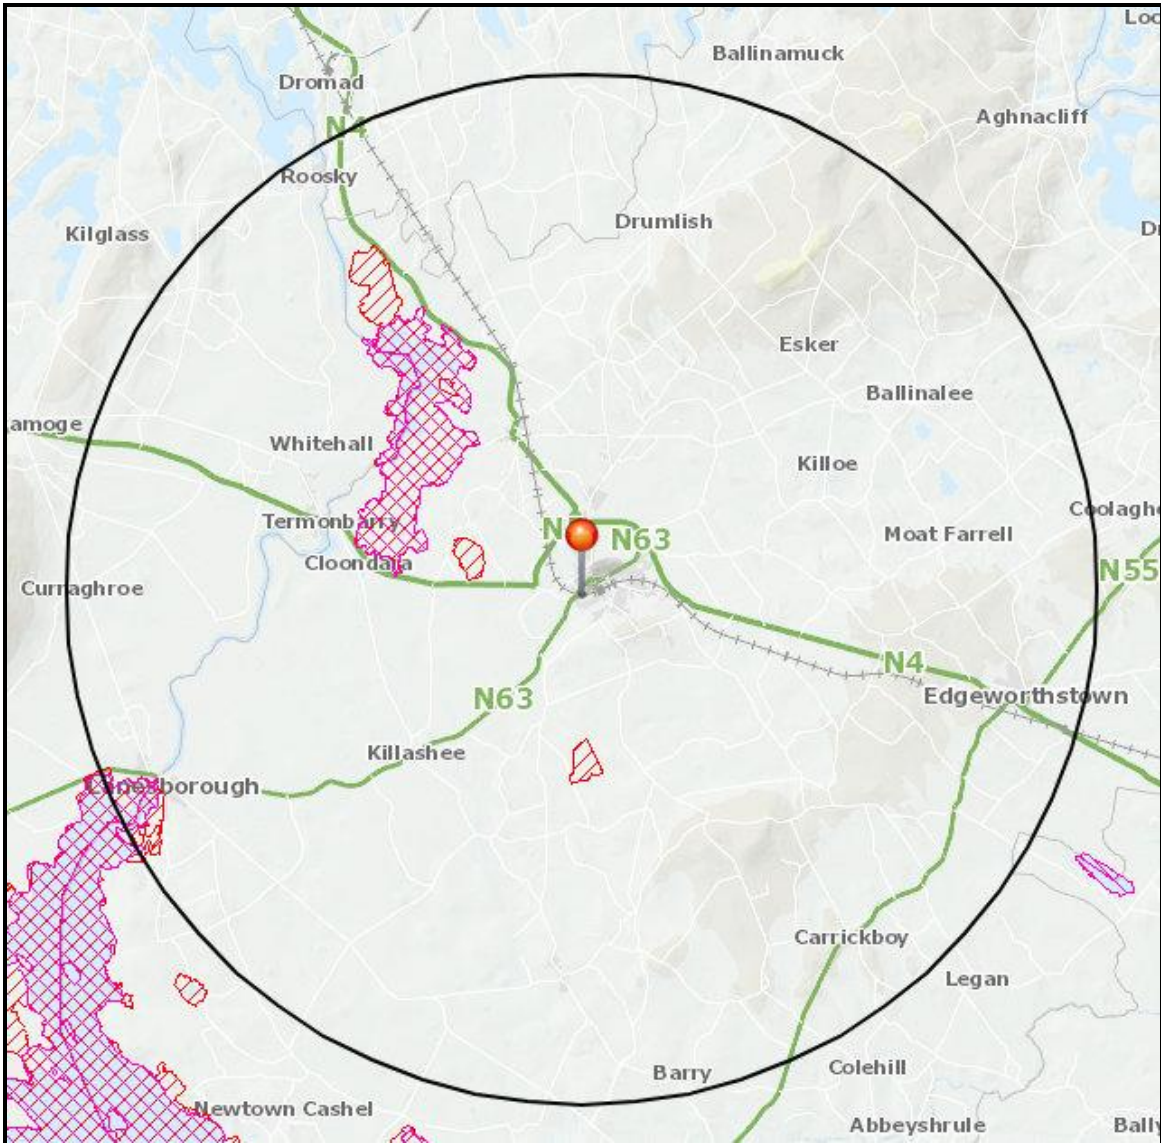 Loc
Ballinamuck
Dromad
Aghnacliff
N4
Roosky
Drumlish
Kilglass
Esker
Ballinalee
amoge
Whitehall
Killoe
Coolagh
Termonbarry
N63
Moat Farrell
Cloondara
N55
Curraghroe
N4
Edgeworthstown
N63
Killashee
Lanesborough
Carrickboy
Legan
Barry
Colehill
Newtown Cashel
Abbeyshrule
Bally